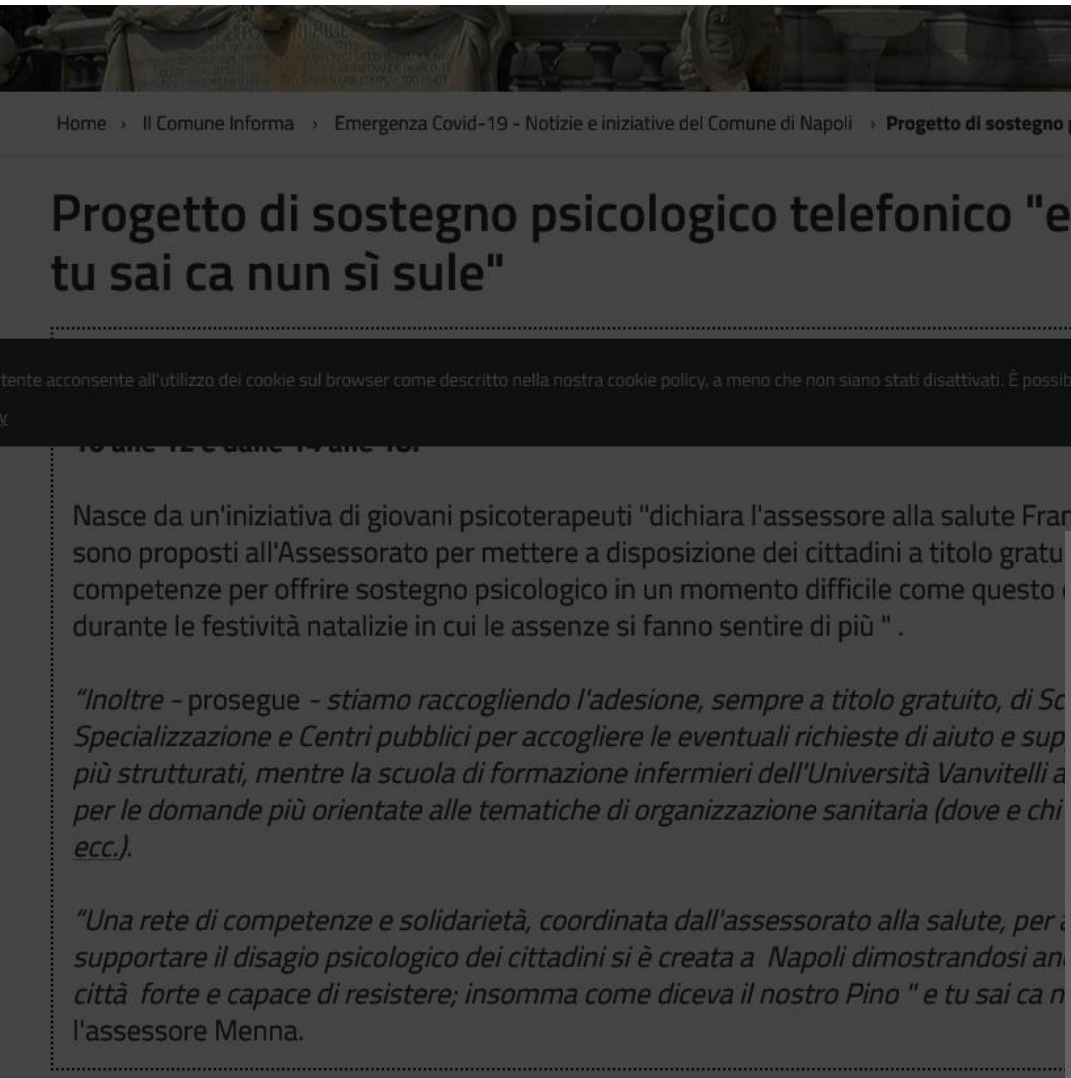 Home › Il Comune Informa › Emergenza Covid-19 - Notizie e iniziative del Comune di Napoli › Progetto di sostegno
Progetto di sostegno psicologico telefonico "e
tu sai ca nun sì sule"
tente acconsente all'utilizzo dei cookie sul browser come descritto nella nostra cookie policy, a meno che non siano stati disattivati. È possib
Nasce da un'iniziativa di giovani psicoterapeuti "dichiara l'assessore alla salute Fran
sono proposti all'Assessorato per mettere a disposizione dei cittadini a titolo gratu
competenze per offrire sostegno psicologico in un momento difficile come questo
durante le festività natalizie in cui le assenze si fanno sentire di più " .
“Inoltre – prosegue – stiamo raccogliendo l'adesione, sempre a titolo gratuito, di Sc
Specializzazione e Centri pubblici per accogliere le eventuali richieste di aiuto e sup
più strutturati, mentre la scuola di formazione infermieri dell'Università Vanvitelli a
per le domande più orientate alle tematiche di organizzazione sanitaria (dove e chi
ecc.).
“Una rete di competenze e solidarietà, coordinata dall'assessorato alla salute, per
supportare il disagio psicologico dei cittadini si è creata a Napoli dimostrandosi an
città forte e capace di resistere; insomma come diceva il nostro Pino " e tu sai ca n
l'assessore Menna.